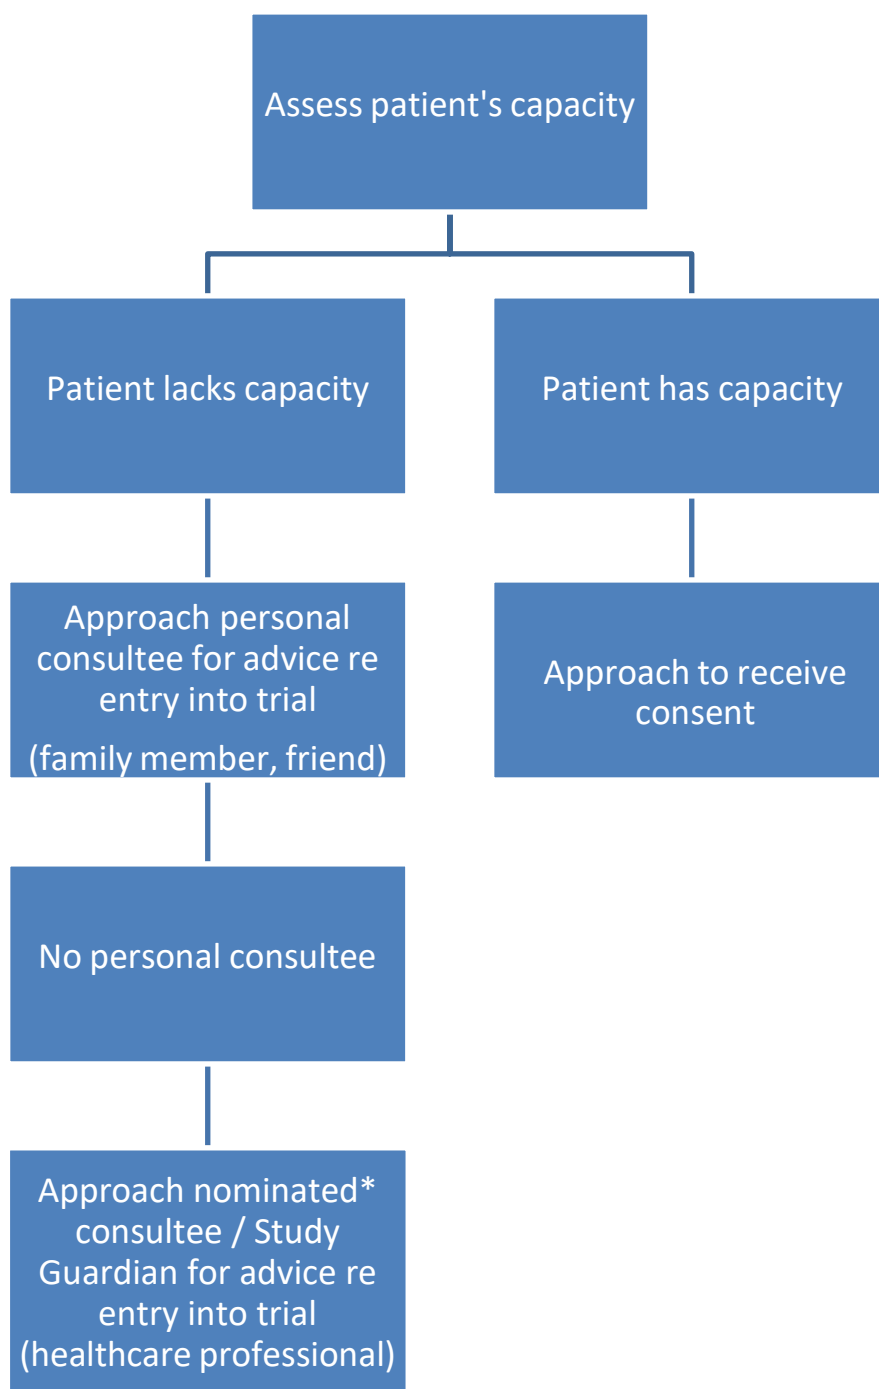 Assess patient's capacity
Patient lacks capacity
Patient has capacity
Approach personal
consultee for advice re
entry into trial
(family member, friend)
Approach to receive
consent
No personal consultee
Approach nominated*
consultee / Study
Guardian for advice re
entry into trial
(healthcare professional)